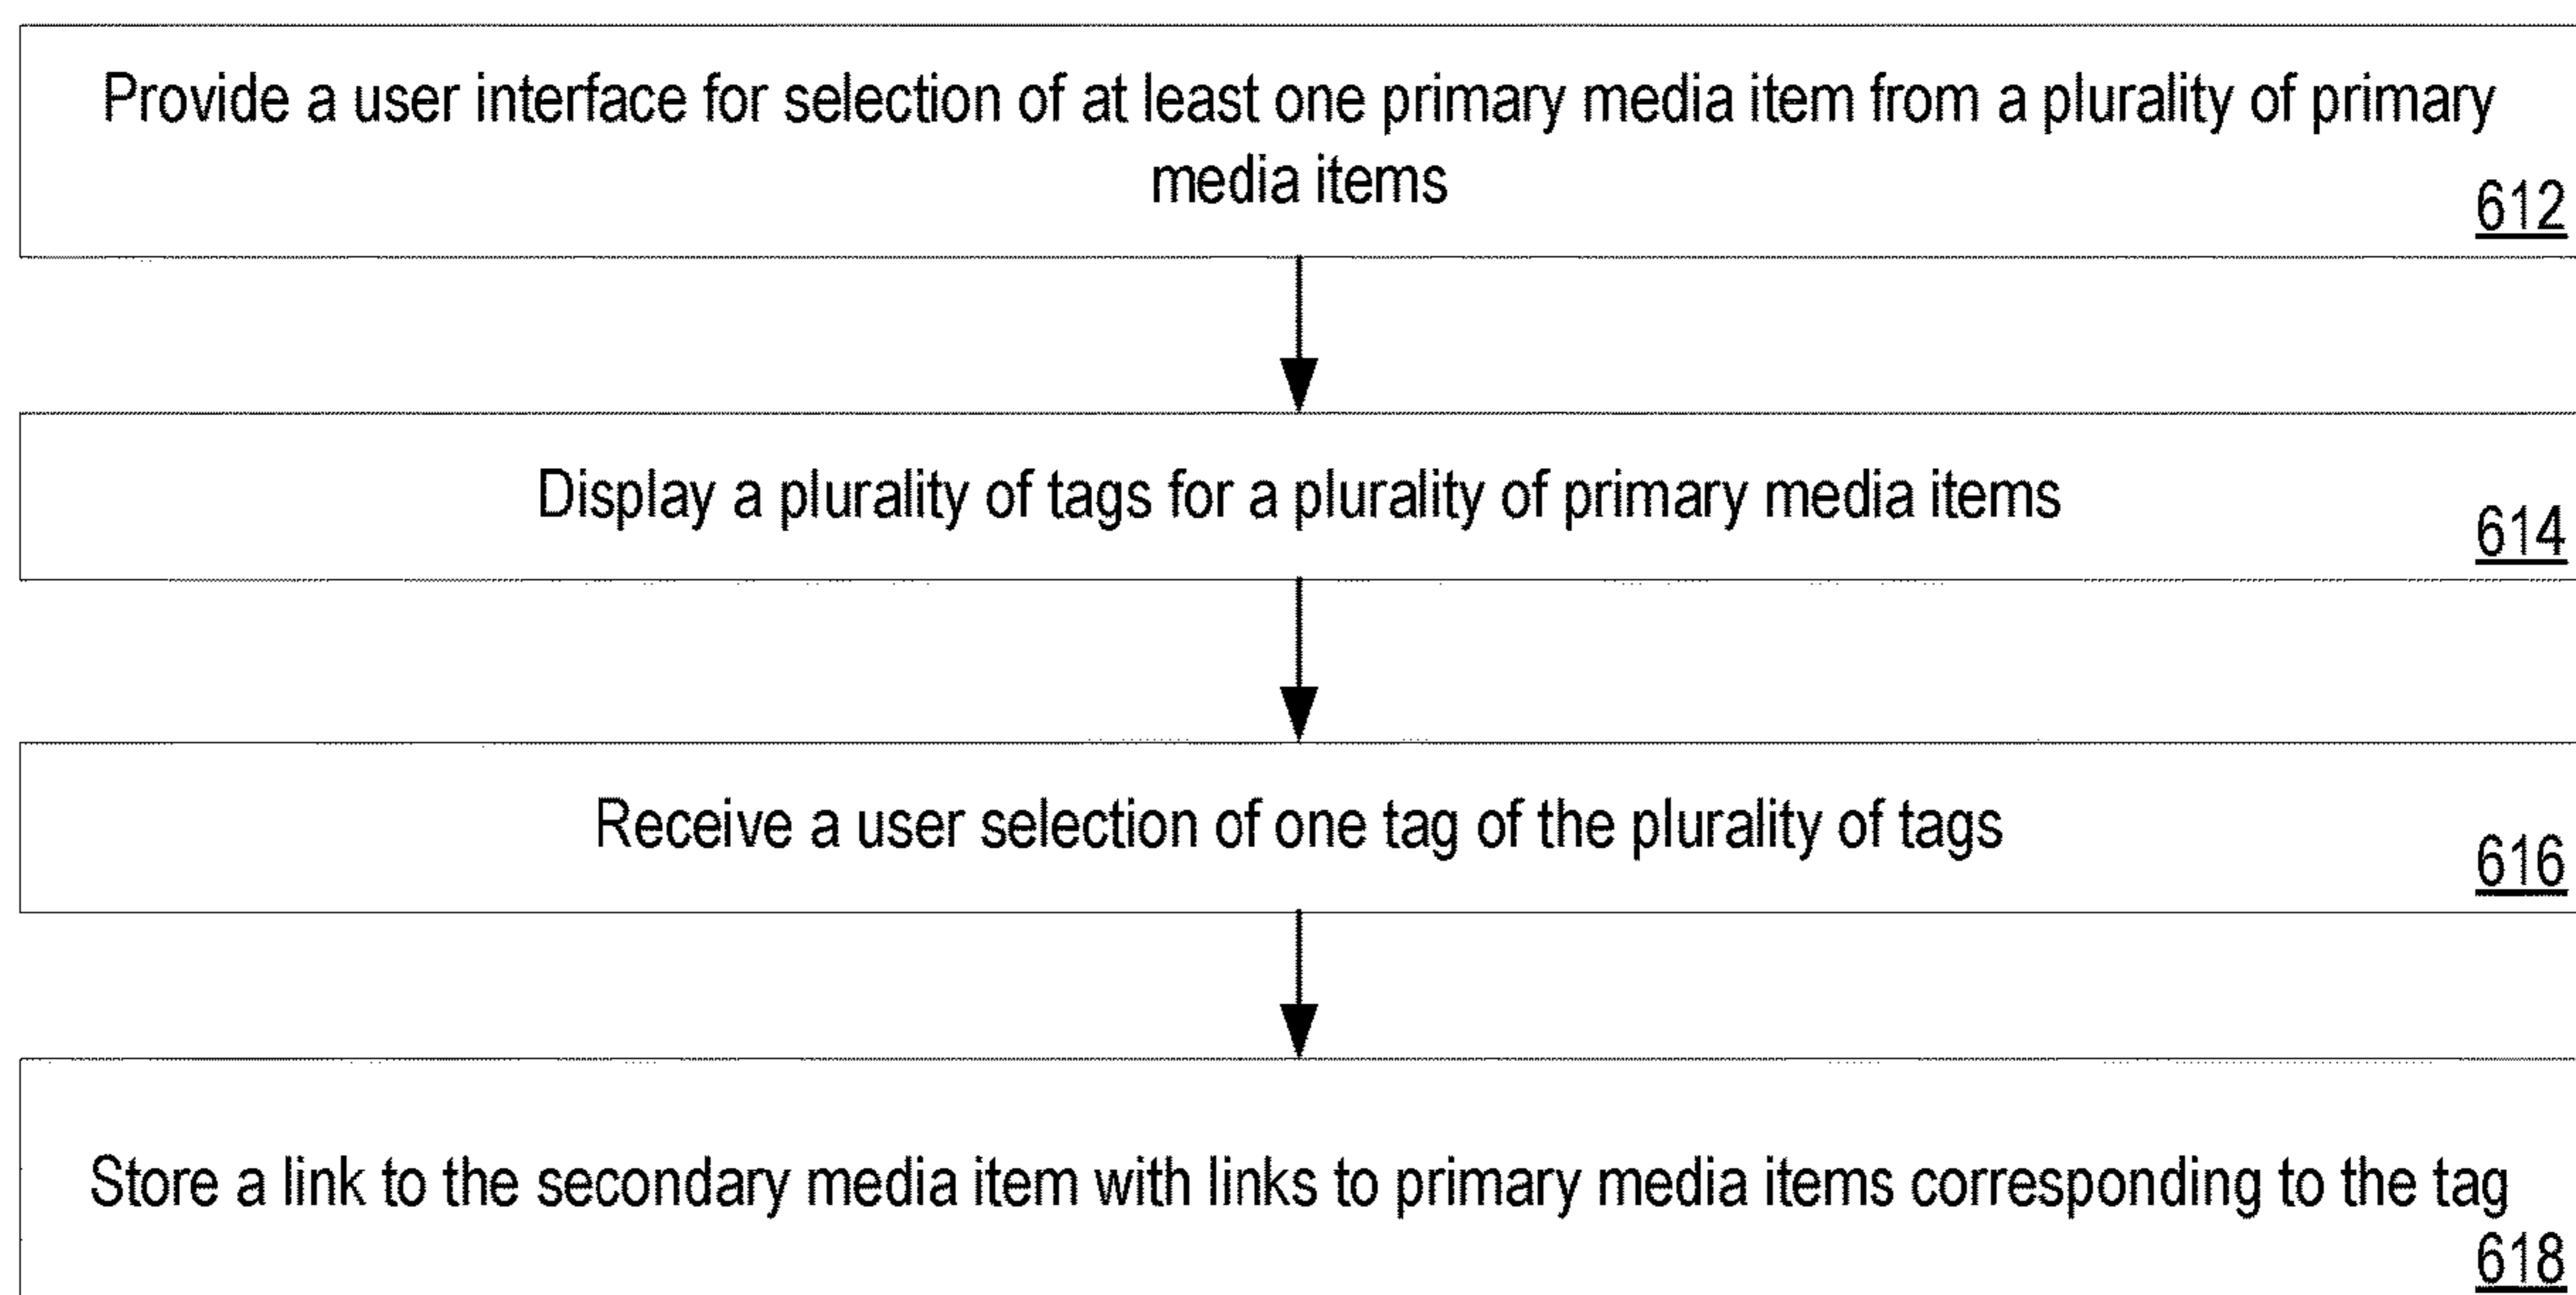 Provide a user interface for selection of at least one primary media item from a plurality of primary
media items
612
Display a plurality of tags for a plurality of primary media items
614
Receive a user selection of one tag of the plurality of tags
616
Store a link to the secondary media item with links to primary media items corresponding to the tag
618